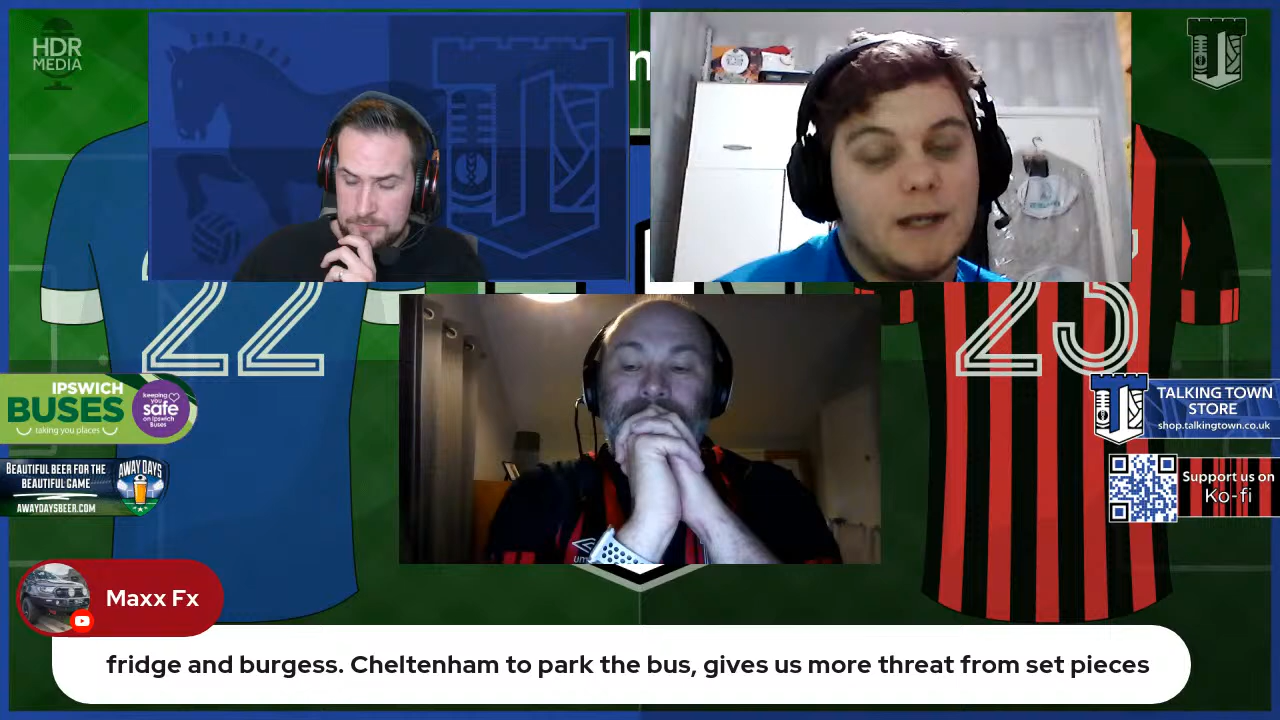 HDR
MEDIA
22
23
IPSWICH
BUSES
taking you places
keeping
you
safe
on Ipswich
Buses
TALKING TOWN
STORE
shop.talkingtown.co.uk
BEAUTIFUL BEER FOR THE
BEAUTIFUL GAME
AWAYDAYSBEER.COM
AWAY DAYS
Support us on
Ko-fi
Maxx Fx
fridge and burgess. Cheltenham to park the bus, gives us more threat from set pieces